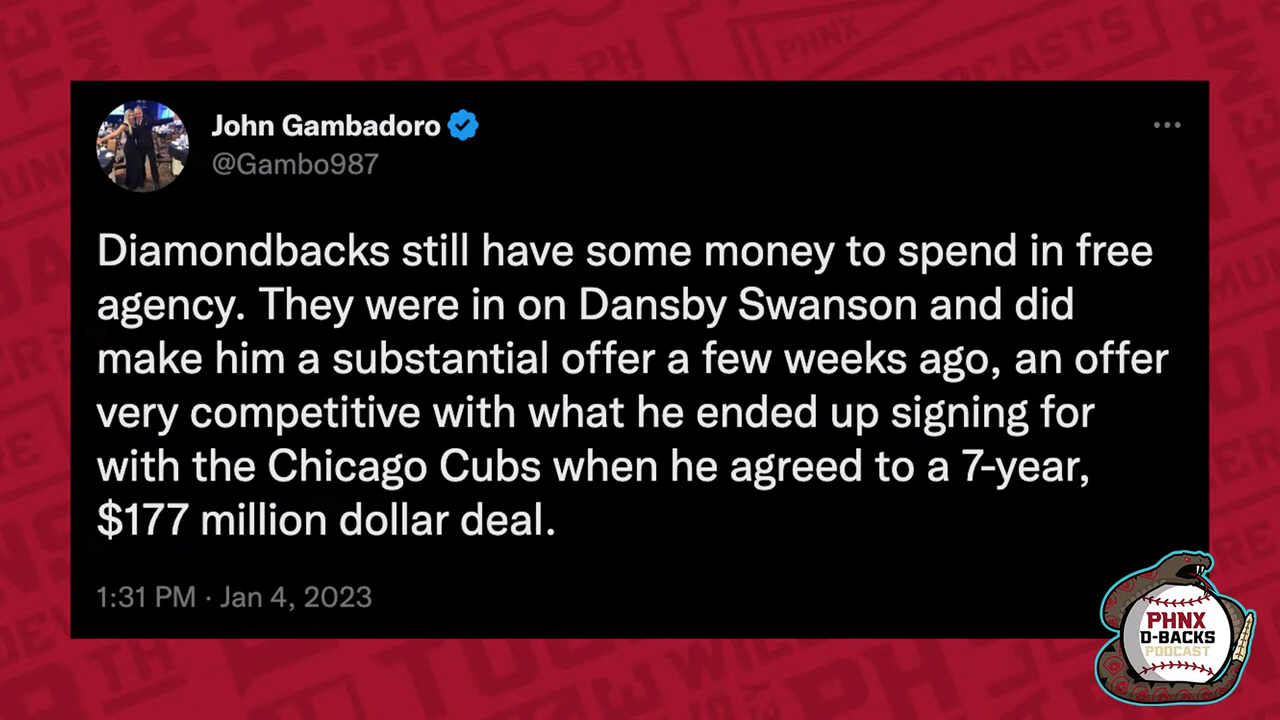 John Gambadoro
@Gambo987
Diamondbacks still have some money to spend in free
agency. They were in on Dansby Swanson and did
make him a substantial offer a few weeks ago, an offer
very competitive with what he ended up signing for
with the Chicago Cubs when he agreed to a 7-year,
$177 million dollar deal.
1:31 PM · Jan 4, 2023
PHNX
D-BACKS
PODCAST